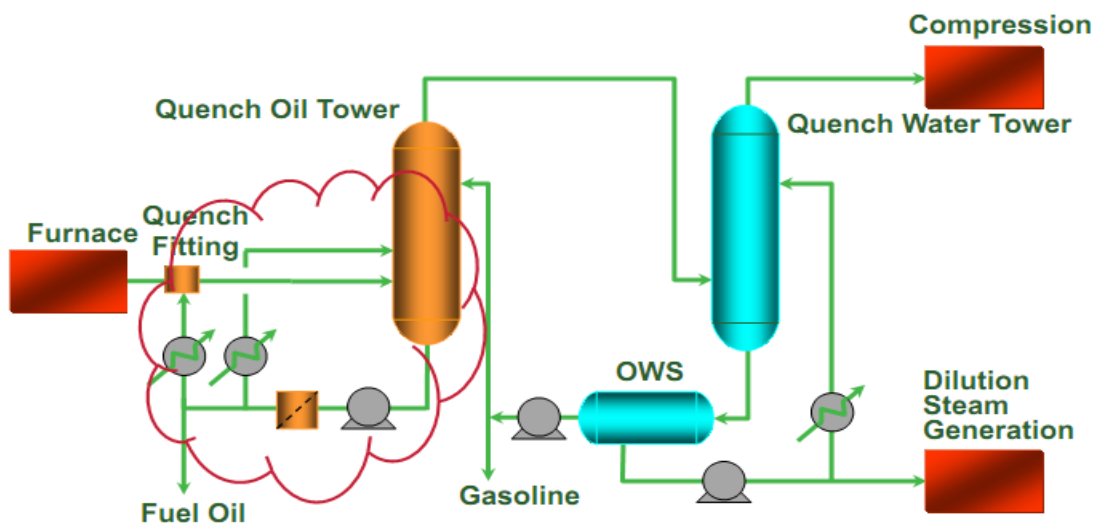 Compression
Quench Oil Tower
Quench Water Tower
Quench
Fitting
Furnace
OWS
Dilution
Steam
Generation
Gasoline
Fuel Oil